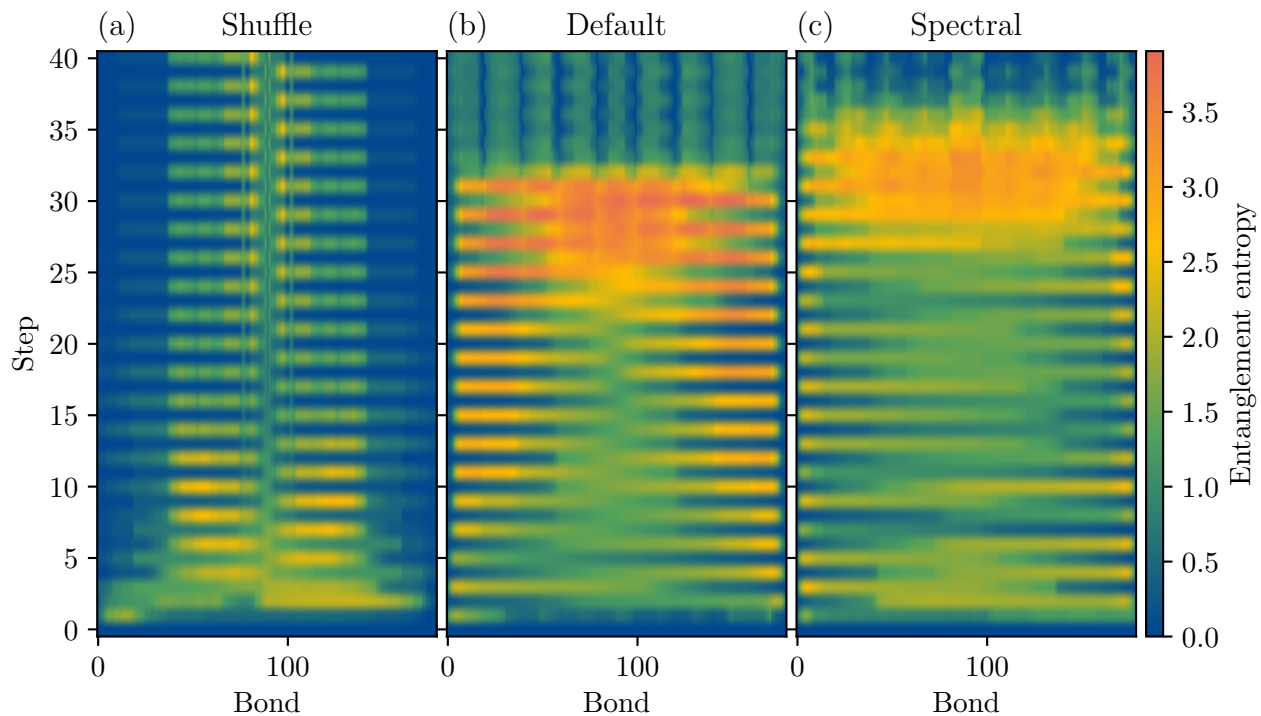 (a) Shuffle
(b) Default
(c) Spectral
Step
40
35
30
25
20
15
10
5
0
0 100
0 100
0 100
Bond
Bond
Bond
3.5
3.0
2.5
2.0
1.5
1.0
0.5
0.0
Entanglement entropy